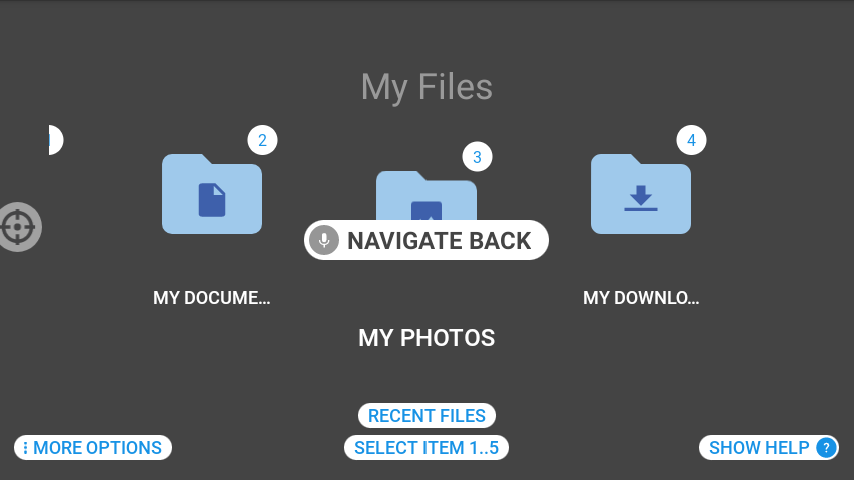 My Files
2
3
4
NAVIGATE BACK
MY DOCUME...
MY DOWNLO...
MY PHOTOS
RECENT FILES
MORE OPTIONS
SELECT ITEM 1..5
SHOW HELP ?